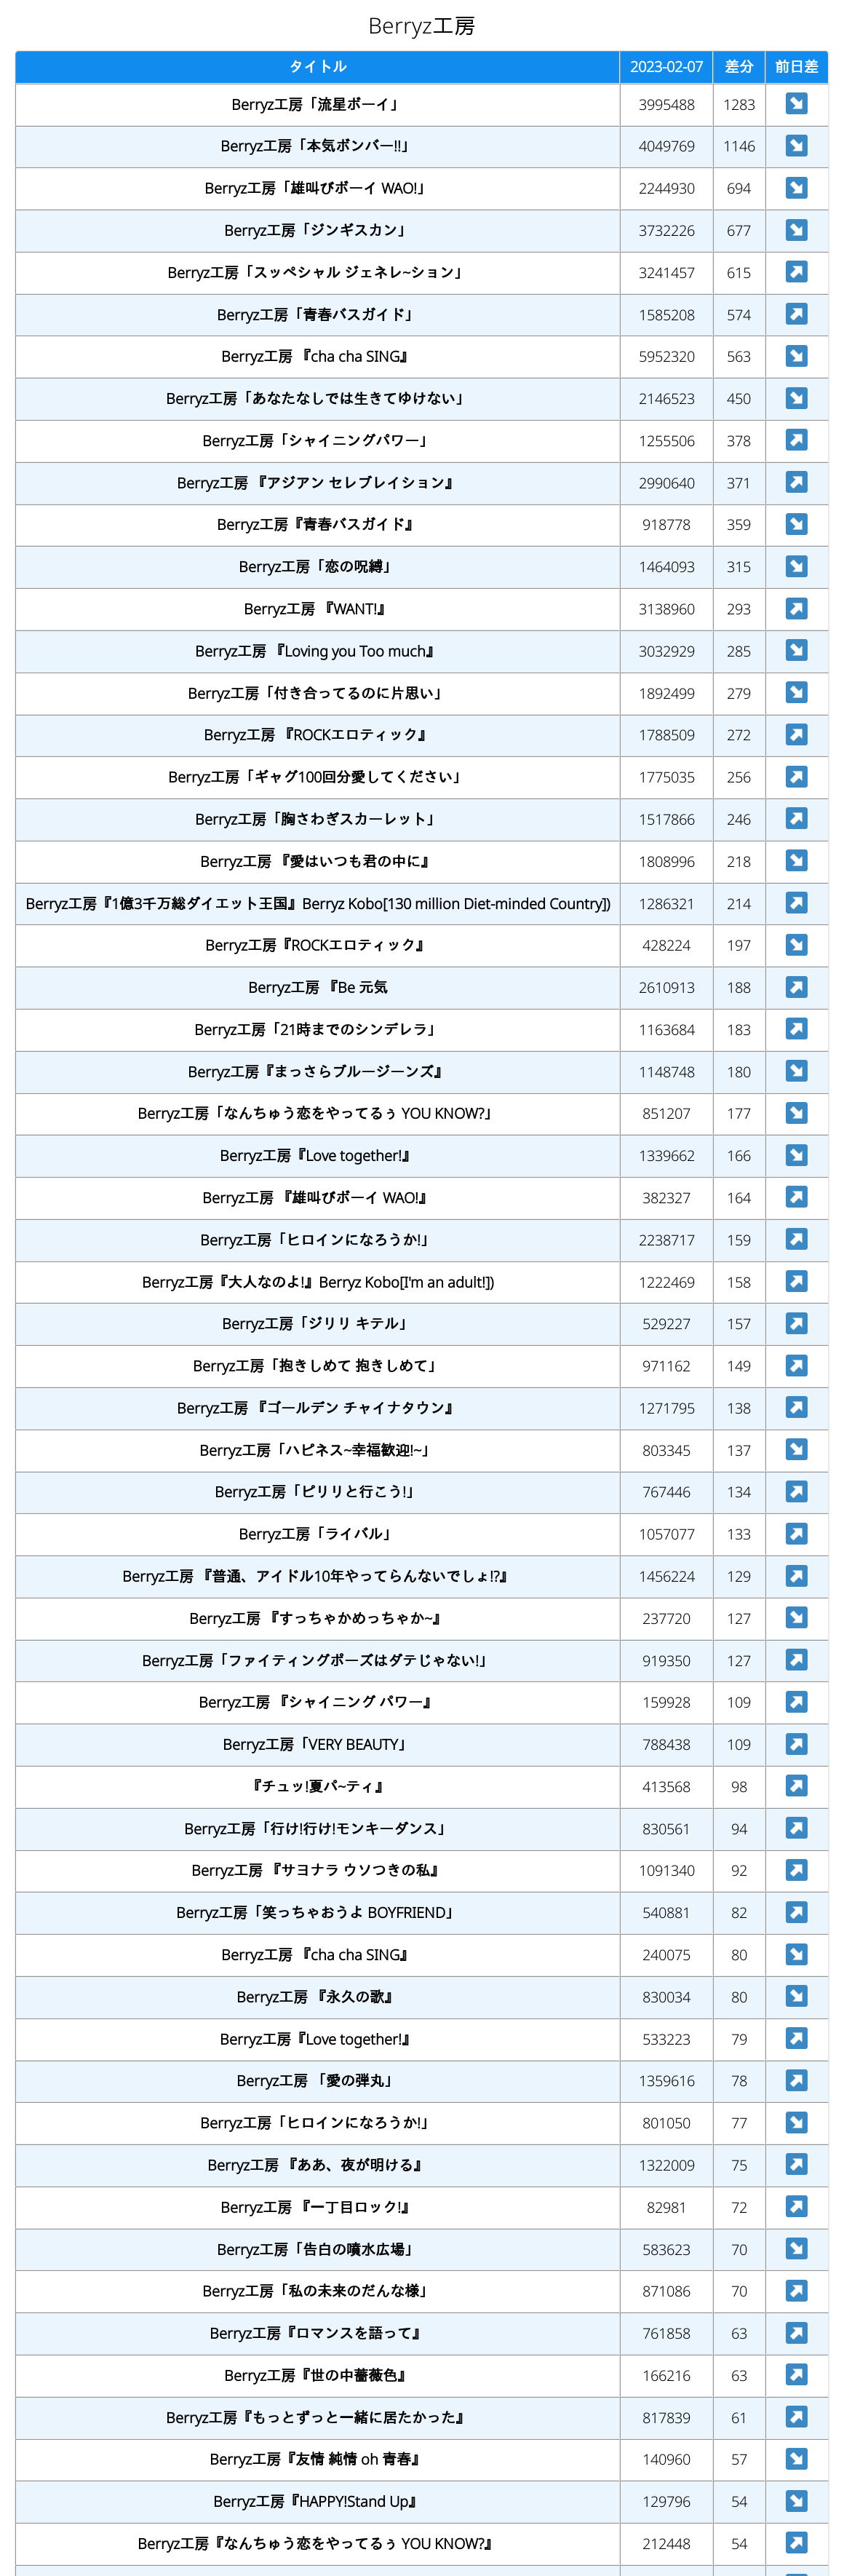 Berryz工房
タイトル 2023-02-07 差分 前日差
Berryz工房「流星ボーイ」 3995488 1283 ↘
Berryz工房「本気ボンバー!!」 4049769 1146 ↘
Berryz工房「雄叫びボーイ WAO!」 2244930 694 ↘
Berryz工房「ジンギスカン」 3732226 677 ↘
Berryz工房「スッペシャル ジェネレ~ション」 3241457 615 ↗
Berryz工房「青春バスガイド」 1585208 574 ↗
Berryz工房 『cha cha SING』 5952320 563 ↘
Berryz工房「あなたなしでは生きてゆけない」 2146523 450 ↘
Berryz工房「シャイニングパワー」 1255506 378 ↗
Berryz工房 『アジアン セレブレイション』 2990640 371 ↗
Berryz工房『青春バスガイド』 918778 359 ↘
Berryz工房「恋の呪縛」 1464093 315 ↘
Berryz工房 『WANT!』 3138960 293 ↗
Berryz工房 『Loving you Too much』 3032929 285 ↘
Berryz工房「付き合ってるのに片思い」 1892499 279 ↘
Berryz工房 『ROCKエロティック』 1788509 272 ↗
Berryz工房「ギャグ100回分愛してください」 1775035 256 ↗
Berryz工房「胸さわぎスカーレット」 1517866 246 ↗
Berryz工房 『愛はいつも君の中に』 1808996 218 ↘
Berryz工房『1億3千万総ダイエット王国』Berryz Kobo[130 million Diet-minded Country]) 1286321 214 ↗
Berryz工房『ROCKエロティック』 428224 197 ↘
Berryz工房 『Be 元気 2610913 188 ↗
Berryz工房「21時までのシンデレラ」 1163684 183 ↗
Berryz工房『まっさらブルージーンズ』 1148748 180 ↘
Berryz工房「なんちゅう恋をやってるぅ YOU KNOW?」 851207 177 ↘
Berryz工房『Love together!』 1339662 166 ↘
Berryz工房 『雄叫びボーイ WAO!』 382327 164 ↗
Berryz工房「ヒロインになろうか!」 2238717 159 ↗
Berryz工房『大人なのよ!』Berryz Kobo[I'm an adult!]) 1222469 158 ↗
Berryz工房「ジリリ キテル」 529227 157 ↗
Berryz工房「抱きしめて 抱きしめて」 971162 149 ↗
Berryz工房 『ゴールデン チャイナタウン』 1271795 138 ↗
Berryz工房「ハピネス~幸福歓迎!~」 803345 137 ↘
Berryz工房「ピリリと行こう!」 767446 134 ↗
Berryz工房「ライバル」 1057077 133 ↗
Berryz工房 『普通、アイドル10年やってらんないでしょ!?』 1456224 129 ↗
Berryz工房 『すっちゃかめっちゃか~』 237720 127 ↘
Berryz工房「ファイティングポーズはダテじゃない!」 919350 127 ↗
Berryz工房 『シャイニング パワー』 159928 109 ↗
Berryz工房「VERY BEAUTY」 788438 109 ↗
『チュッ!夏パ~ティ』 413568 98 ↗
Berryz工房「行け!行け!モンキーダンス」 830561 94 ↗
Berryz工房 『サヨナラ ウソつきの私』 1091340 92 ↗
Berryz工房「笑っちゃおうよ BOYFRIEND」 540881 82 ↗
Berryz工房 『cha cha SING』 240075 80 ↘
Berryz工房 『永久の歌』 830034 80 ↘
Berryz工房『Love together!』 533223 79 ↗
Berryz工房 「愛の弾丸」 1359616 78 ↗
Berryz工房「ヒロインになろうか!」 801050 77 ↘
Berryz工房 『ああ、夜が明ける』 1322009 75 ↗
Berryz工房 『一丁目ロック!』 82981 72 ↗
Berryz工房「告白の噴水広場」 583623 70 ↘
Berryz工房「私の未来のだんな様」 871086 70 ↗
Berryz工房『ロマンスを語って』 761858 63 ↗
Berryz工房『世の中薔薇色』 166216 63 ↗
Berryz工房『もっとずっと一緒に居たかった』 817839 61 ↗
Berryz工房『友情 純情 oh 青春』 140960 57 ↘
Berryz工房『HAPPY!Stand Up』 129796 54 ↘
Berryz工房『なんちゅう恋をやってるぅ YOU KNOW?』 212448 54 ↗